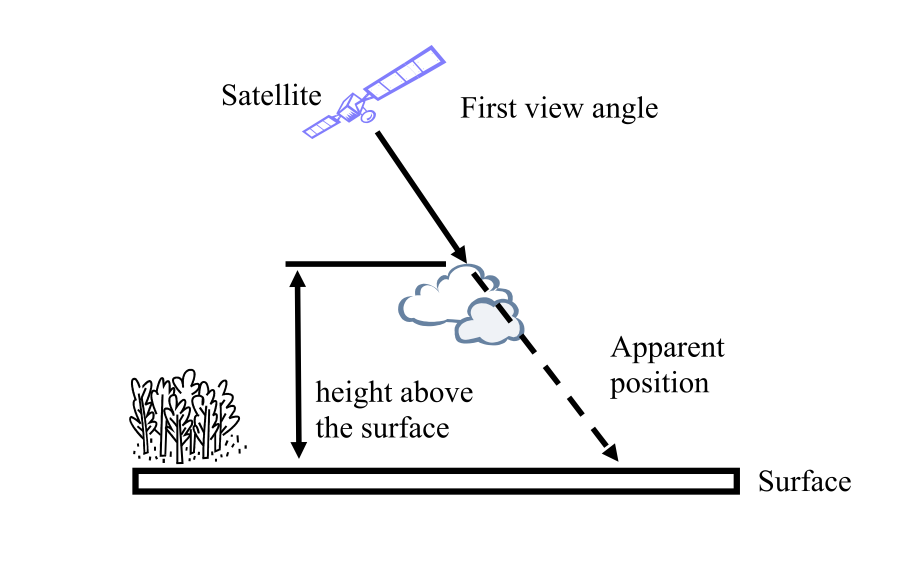 Satellite
First view angle
Apparent
position
height above
the surface
Surface